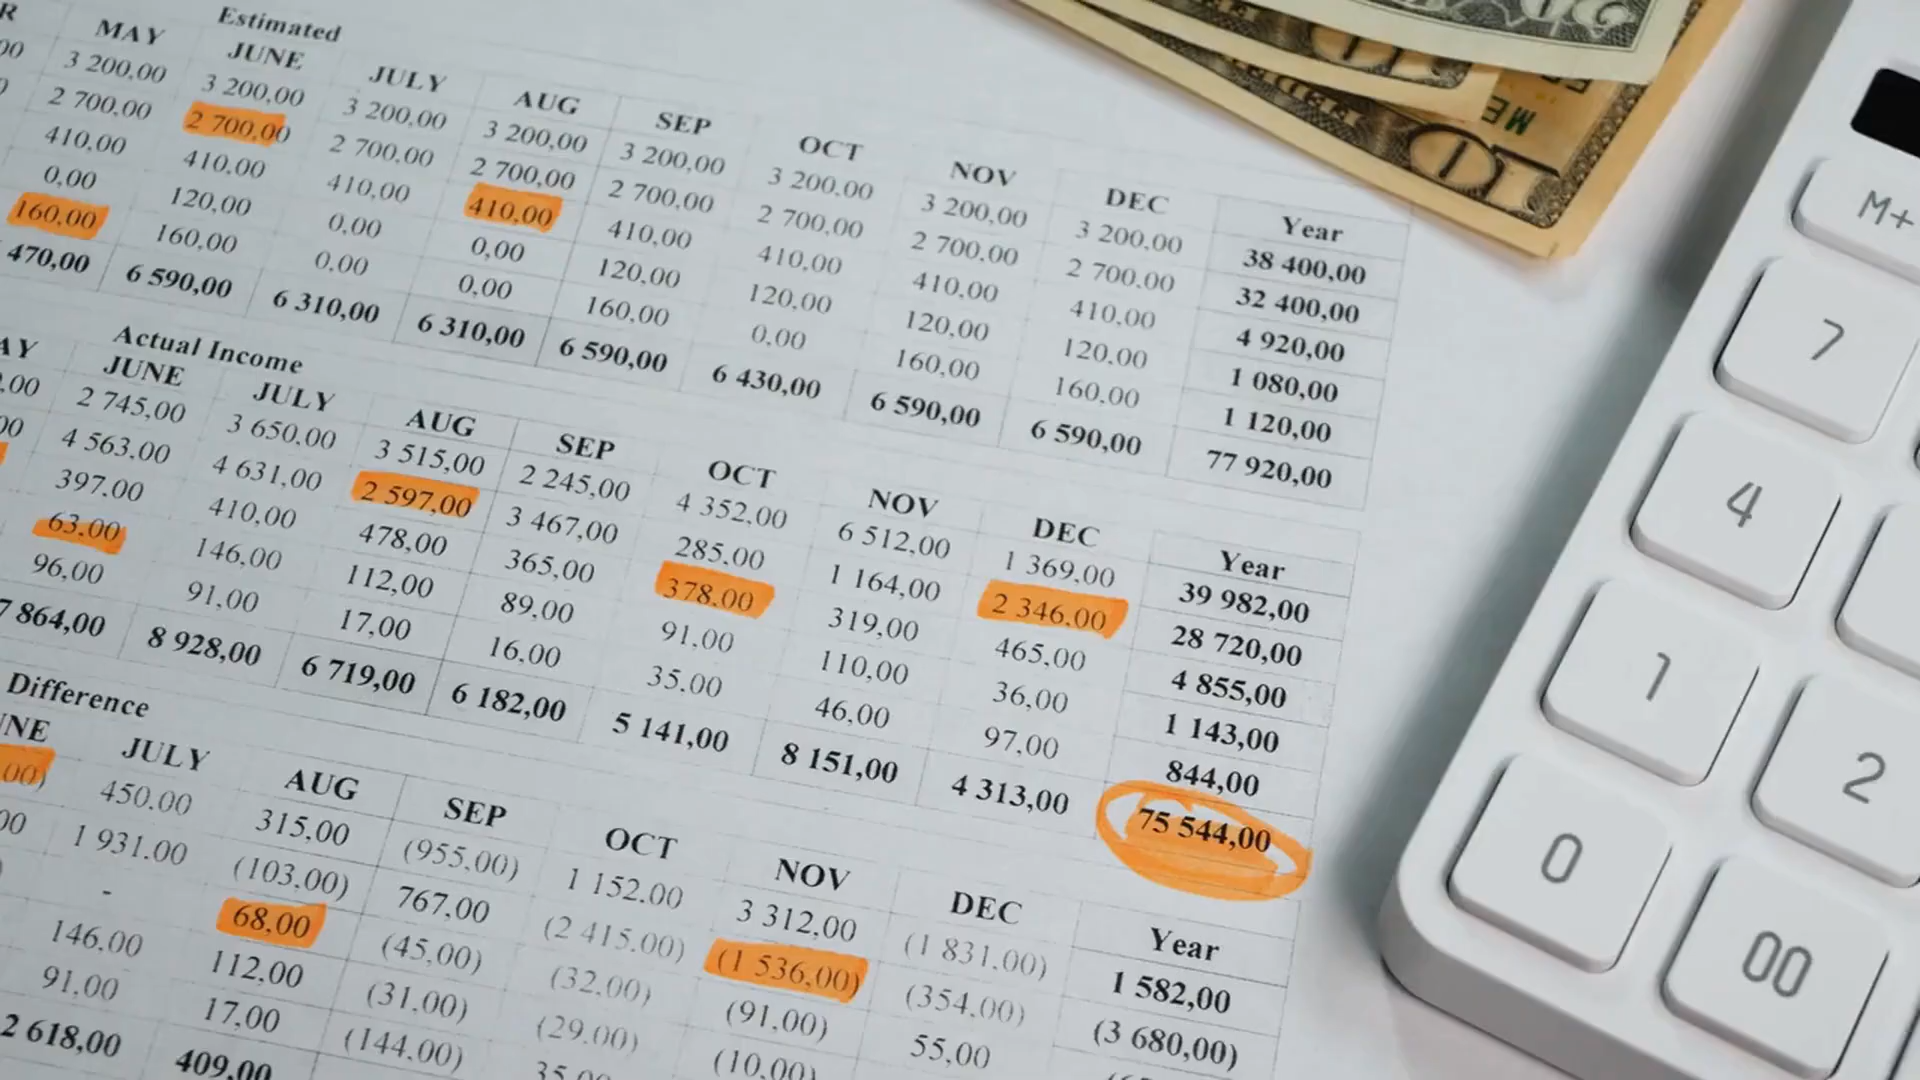 Estimated
R MAY JUNE JULY AUG SEP OCT NOV DEC Year
00 3 200,00 3 200,00 3 200,00 3 200,00 3 200,00 3 200.00 3 200,00 3 200.00 38 400,00
2 700,00 2 700,00 2 700,00 2 700,00 2 700,00 2 700,00 2 700,00 2 700,00 32 400,00
410,00 410,00 410,00 410,00 410,00 410,00 410,00 410,00 4 920,00
0,00 120,00 0,00 0,00 120,00 120,00 120,00 120.00 1 080,00
160,00 160,00 0.00 0.00 160,00 0.00 160,00 160,00 1 120,00
470,00 6 590,00 6 310,00 6 310,00 6 590,00 6 430,00 6 590,00 6 590,00 77 920,00
Actual Income
AY JUNE JULY AUG SEP OCT NOV DEC Year
,00 2 745,00 3 650,00 3 515,00 2 245,00 4 352,00 6 512,00 1 369,00 39 982,00
00 4 563.00 4 631,00 2 597,00 3 467,00 285.00 1 164,00 2 346.00 28 720,00
397.00 410,00 478,00 365,00 378.00 319,00 465,00 4 855,00
63.00 146,00 112,00 89,00 91,00 110,00 36,00 1 143,00
96,00 91,00 17,00 16,00 35.00 46,00 97,00 844,00
7 864,00 8 928,00 6 719,00 6 182,00 5 141,00 8 151,00 4 313,00 75 544,00
Difference
UNE JULY AUG SEP OCT NOV DEC Year
00) 450.00 315,00 (955,00) 1 152.00 3 312,00 (1 831.00) 1 582,00
00 1 931.00 (103.00) 767,00 (2 415.00) (1 536,00) (354.00) (3 680,00)
- 68,00 (45,00) (32.00) (91.00) 55,00
146.00 112,00 (31,00) (29.00) (10.00)
91,00 17,00 (144.00) 35,00
2 618,00 409,00
M+
7
4
1 2
0 00